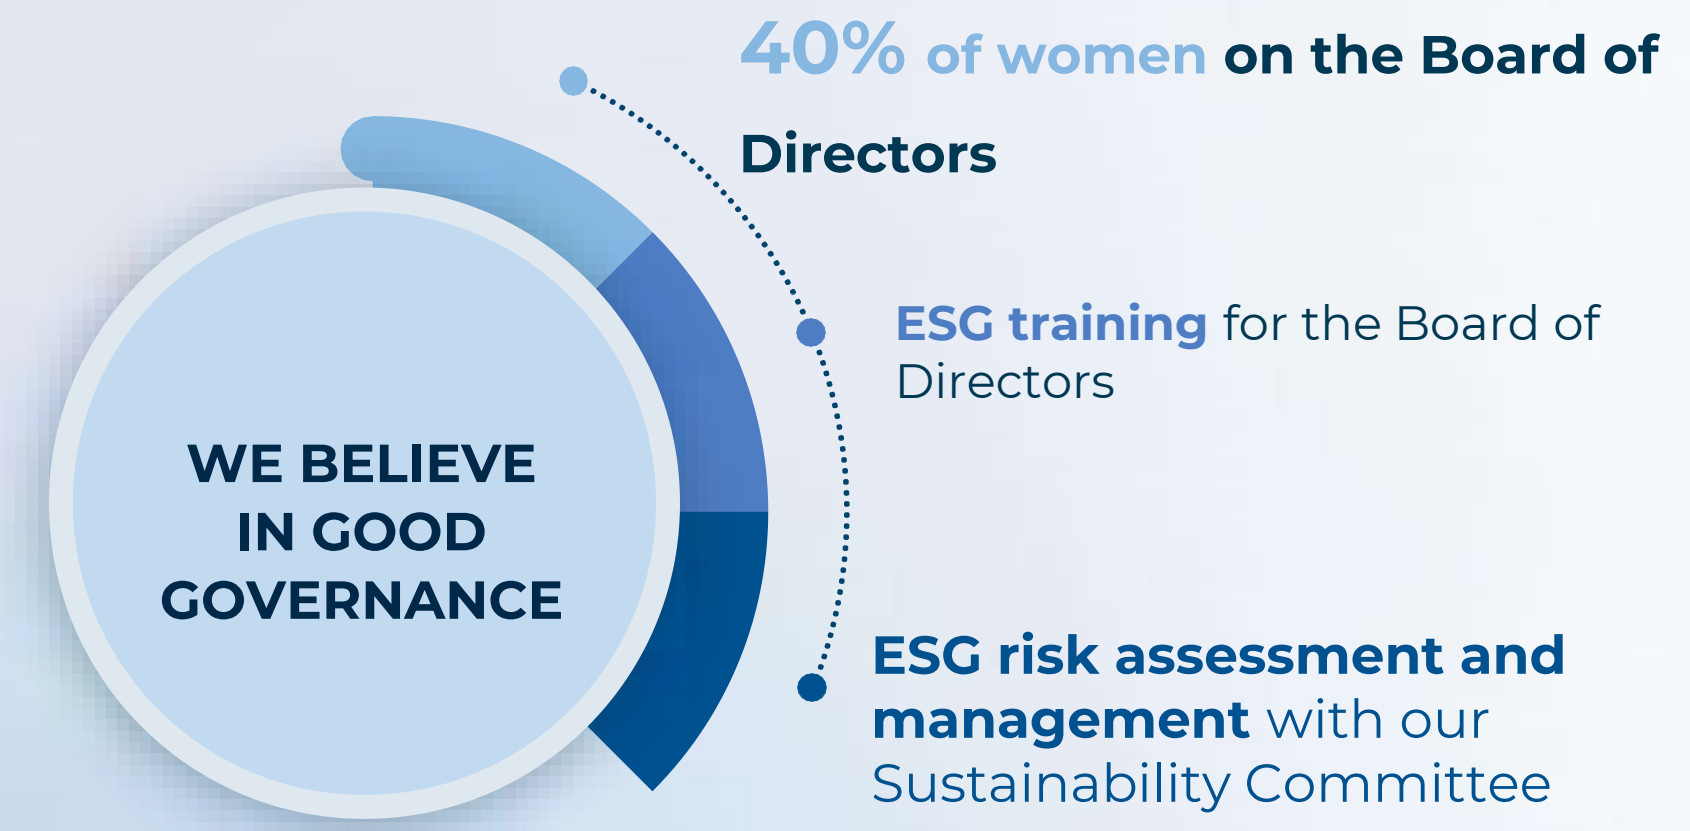 40% of women on the Board of
Directors
ESG training for the Board of
Directors
WE BELIEVE
IN GOOD
GOVERNANCE
ESG risk assessment and
management with our
Sustainability Committee